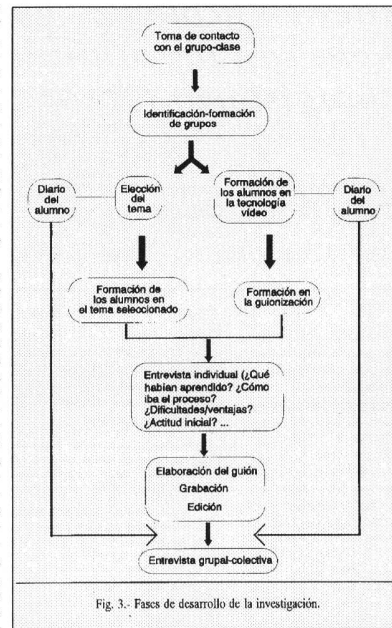 Toma de contacto
con el grupo-clase
Identificación-formación
de grupos
Diario
del
alumno
Elección
del
tema
Formación de
los alumnos en
la tecnología
vídeo
Diario
del
alumno
Formación de
los alumnos en
el tema seleccionado
Formación en
la guionización
Entrevista individual (¿Qué
habían aprendido? ¿Cómo
iba el proceso?
¿Dificultades/ventajas?
¿Actitud inicial? ...
Elaboración del guión
Grabación
Edición
Entrevista grupal-colectiva
Fig. 3.- Fases de desarrollo de la investigación.